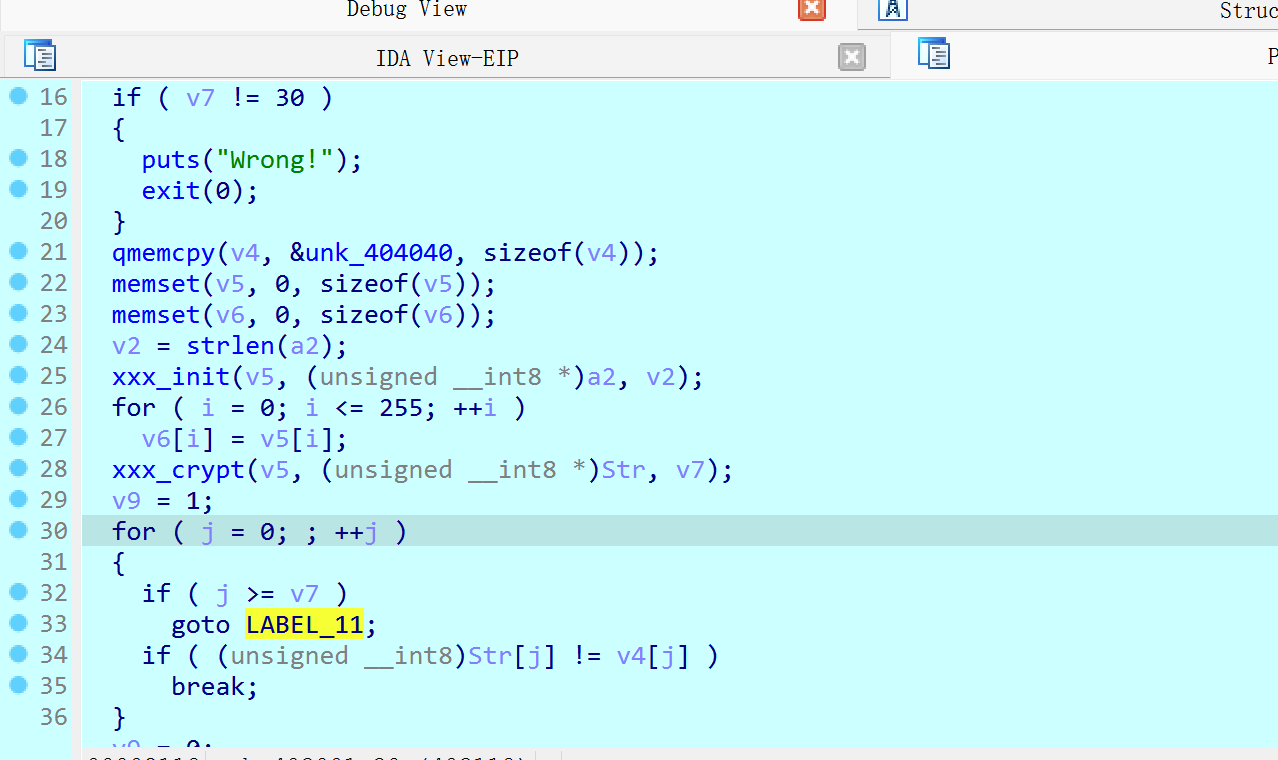 Debug View
Struc
IDA View-EIP
P
16 if ( v7 != 30 )
17 {
18 puts("Wrong!");
19 exit(0);
20 }
21 qmemcpy(v4, &unk_404040, sizeof(v4));
22 memset(v5, 0, sizeof(v5));
23 memset(v6, 0, sizeof(v6));
24 v2 = strlen(a2);
25 xxx_init(v5, (unsigned __int8 *)a2, v2);
26 for ( i = 0; i <= 255; ++i )
27 v6[i] = v5[i];
28 xxx_crypt(v5, (unsigned __int8 *)Str, v7);
29 v9 = 1;
30 for ( j = 0; ; ++j )
31 {
32 if ( j >= v7 )
33 goto LABEL_11;
34 if ( (unsigned __int8)Str[j] != v4[j] )
35 break;
36 }
v9 = 0;